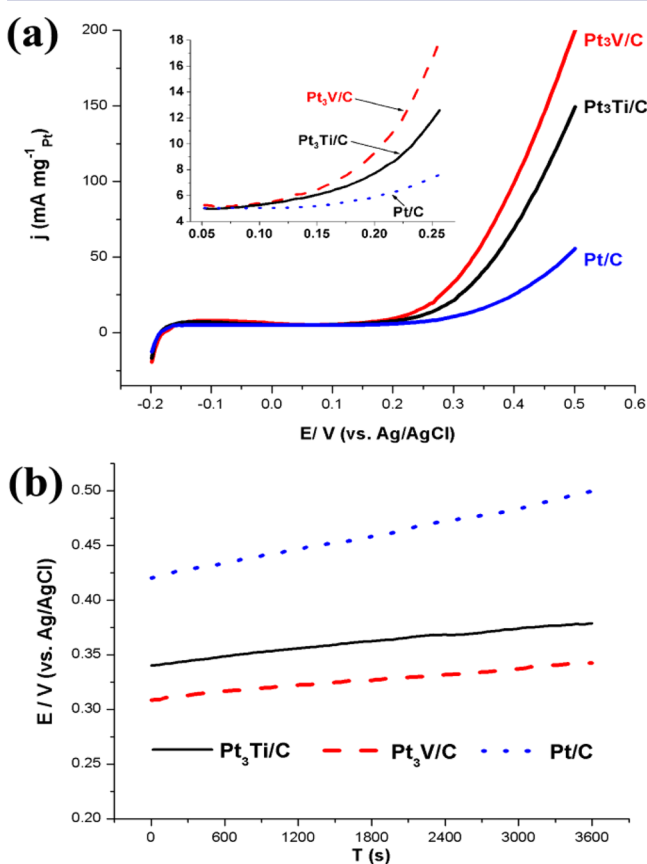 (a)
200
150
100
50
0
j (mA mg⁻¹ Pt)
Pt₃V/C
Pt₃Ti/C
Pt/C
18
16
14
12
10
8
6
4
Pt₃V/C
Pt₃Ti/C
Pt/C
0.05 0.10 0.15 0.20 0.25
-0.2 -0.1 0.0 0.1 0.2 0.3 0.4 0.5 0.6
E/ V (vs. Ag/AgCl)
(b)
0.50
0.45
0.40
0.35
0.30
0.25
0.20
E / V (vs. Ag/AgCl)
Pt₃Ti/C Pt₃V/C Pt/C
0 600 1200 1800 2400 3000 3600
T (s)